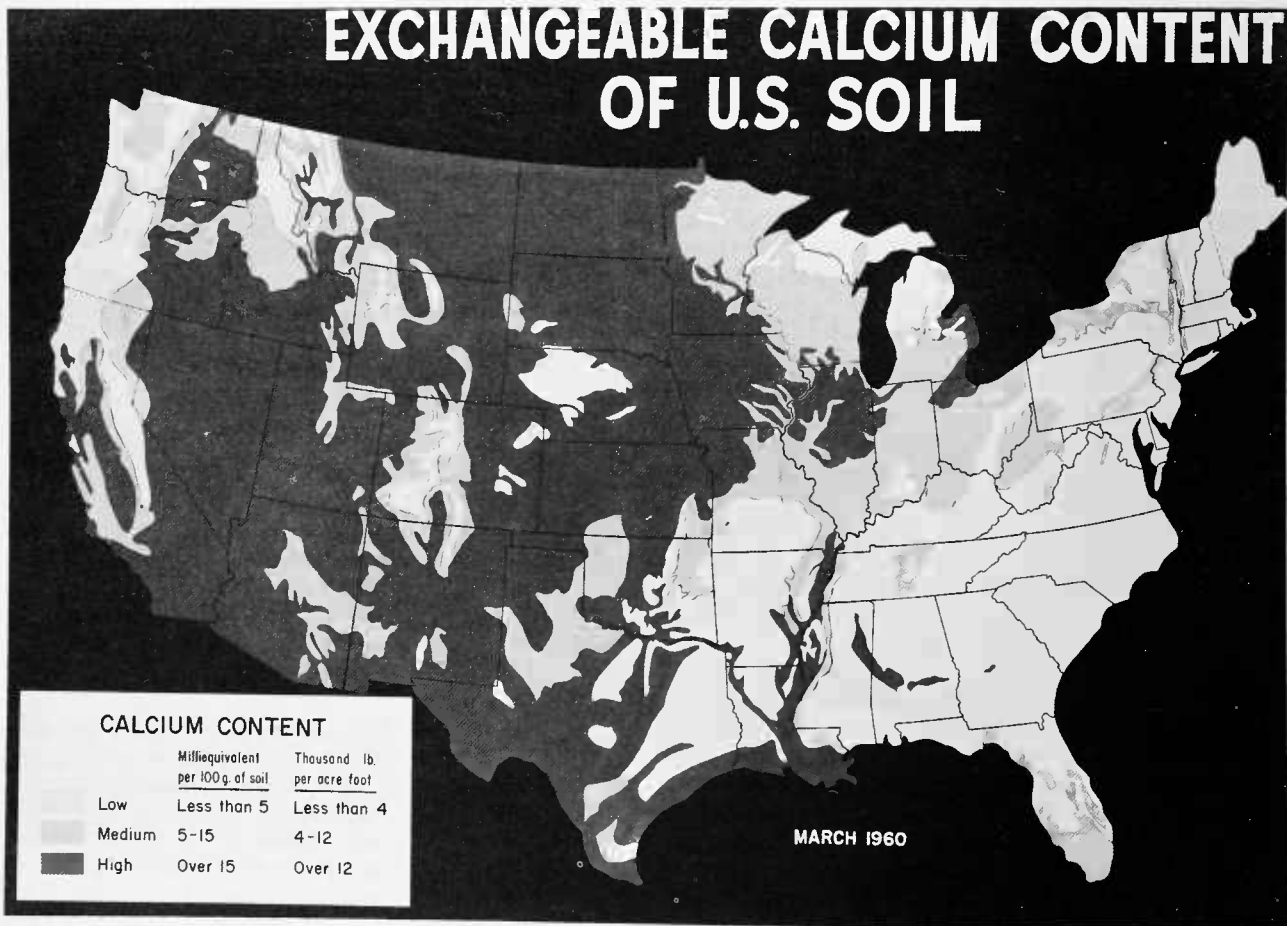 EXCHANGEABLE CALCIUM CONTENT
OF U.S. SOIL
CALCIUM CONTENT
Milliequivalent per 100 g. of soil
Thousand lb. per acre foot
Low Less than 5 Less than 4
Medium 5-15 4-12
High Over 15 Over 12
MARCH 1960